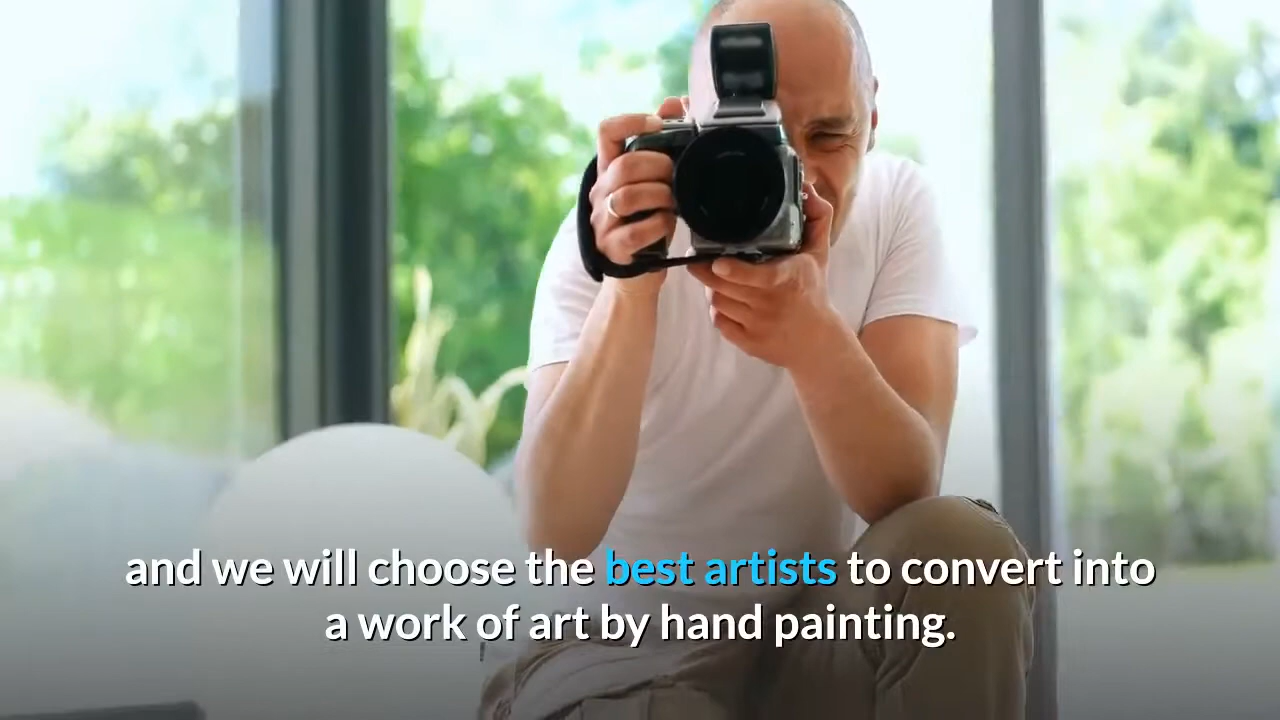 and we will choose the best artists to convert into
a work of art by hand painting.